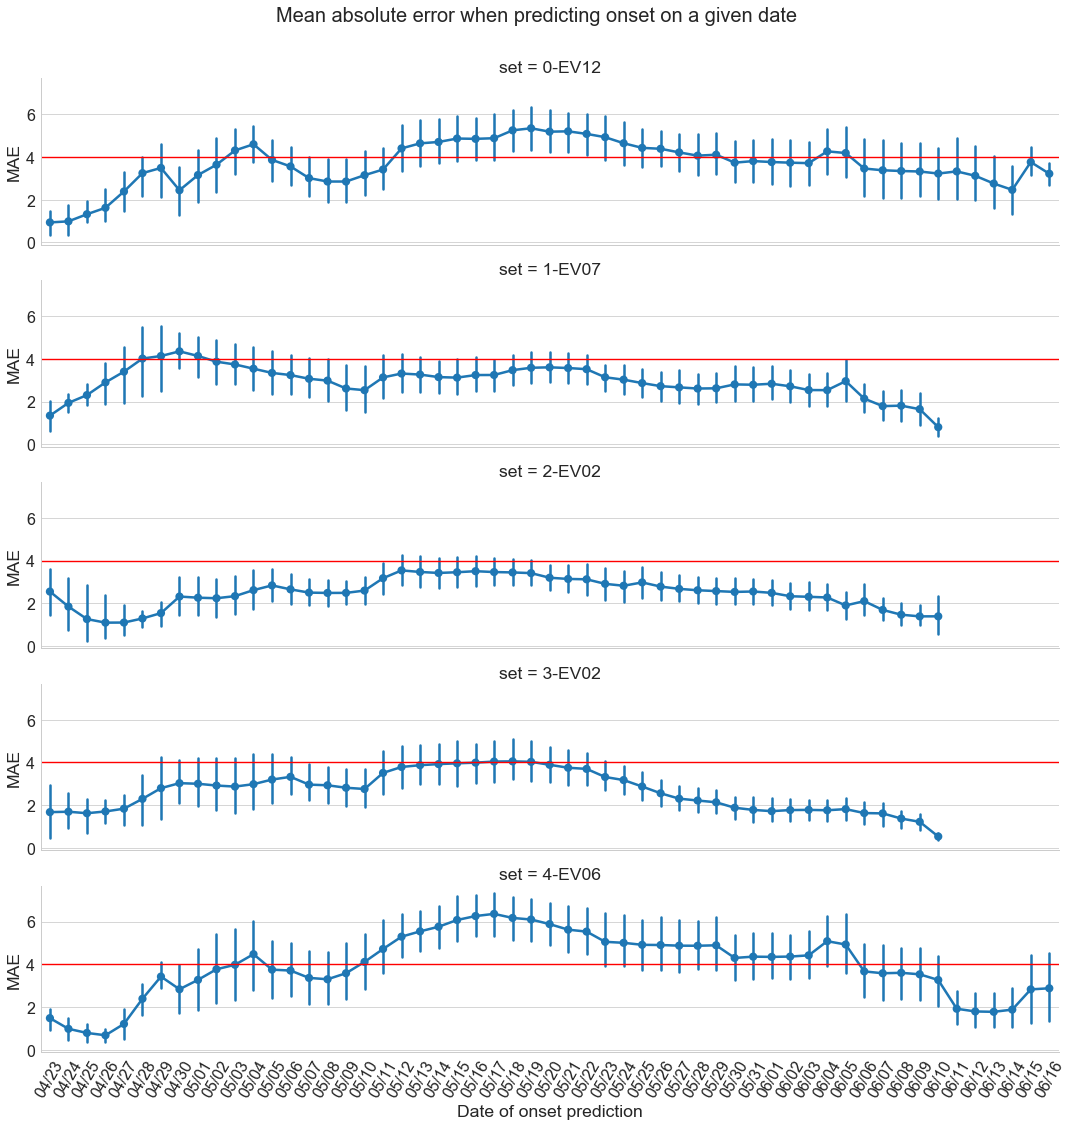 Mean absolute error when predicting onset on a given date
set = 0-EV12
6
4
2
0
MAE
set = 1-EV07
6
4
2
0
MAE
set = 2-EV02
6
4
2
0
MAE
set = 3-EV02
6
4
2
0
MAE
set = 4-EV06
6
4
2
0
MAE
04/23 04/24 04/25 04/26 04/27 04/28 04/29 04/30 05/01 05/02 05/03 05/04 05/05 05/06 05/07 05/08 05/09 05/10 05/11 05/12 05/13 05/14 05/15 05/16 05/17 05/18 05/19 05/20 05/21 05/22 05/23 05/24 05/25 05/26 05/27 05/28 05/29 05/30 05/31 06/01 06/02 06/03 06/04 06/05 06/06 06/07 06/08 06/09 06/10 06/11 06/12 06/13 06/14 06/15 06/16
Date of onset prediction